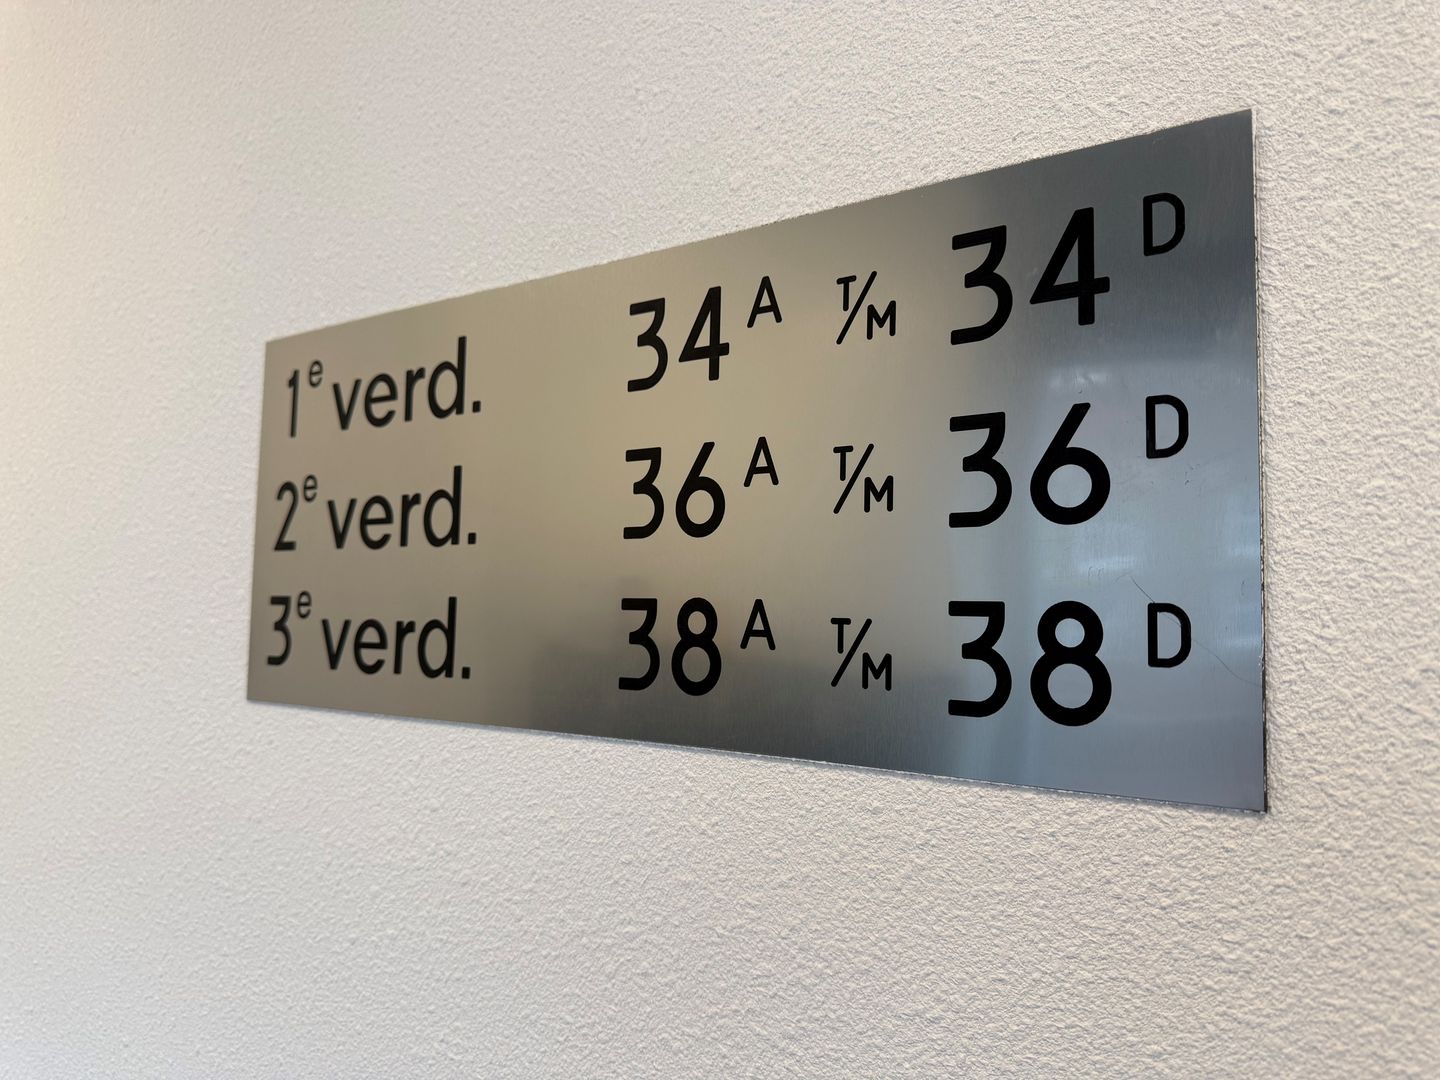 1e verd. 34A T/M 34D
2e verd. 36A T/M 36D
3e verd. 38A T/M 38D